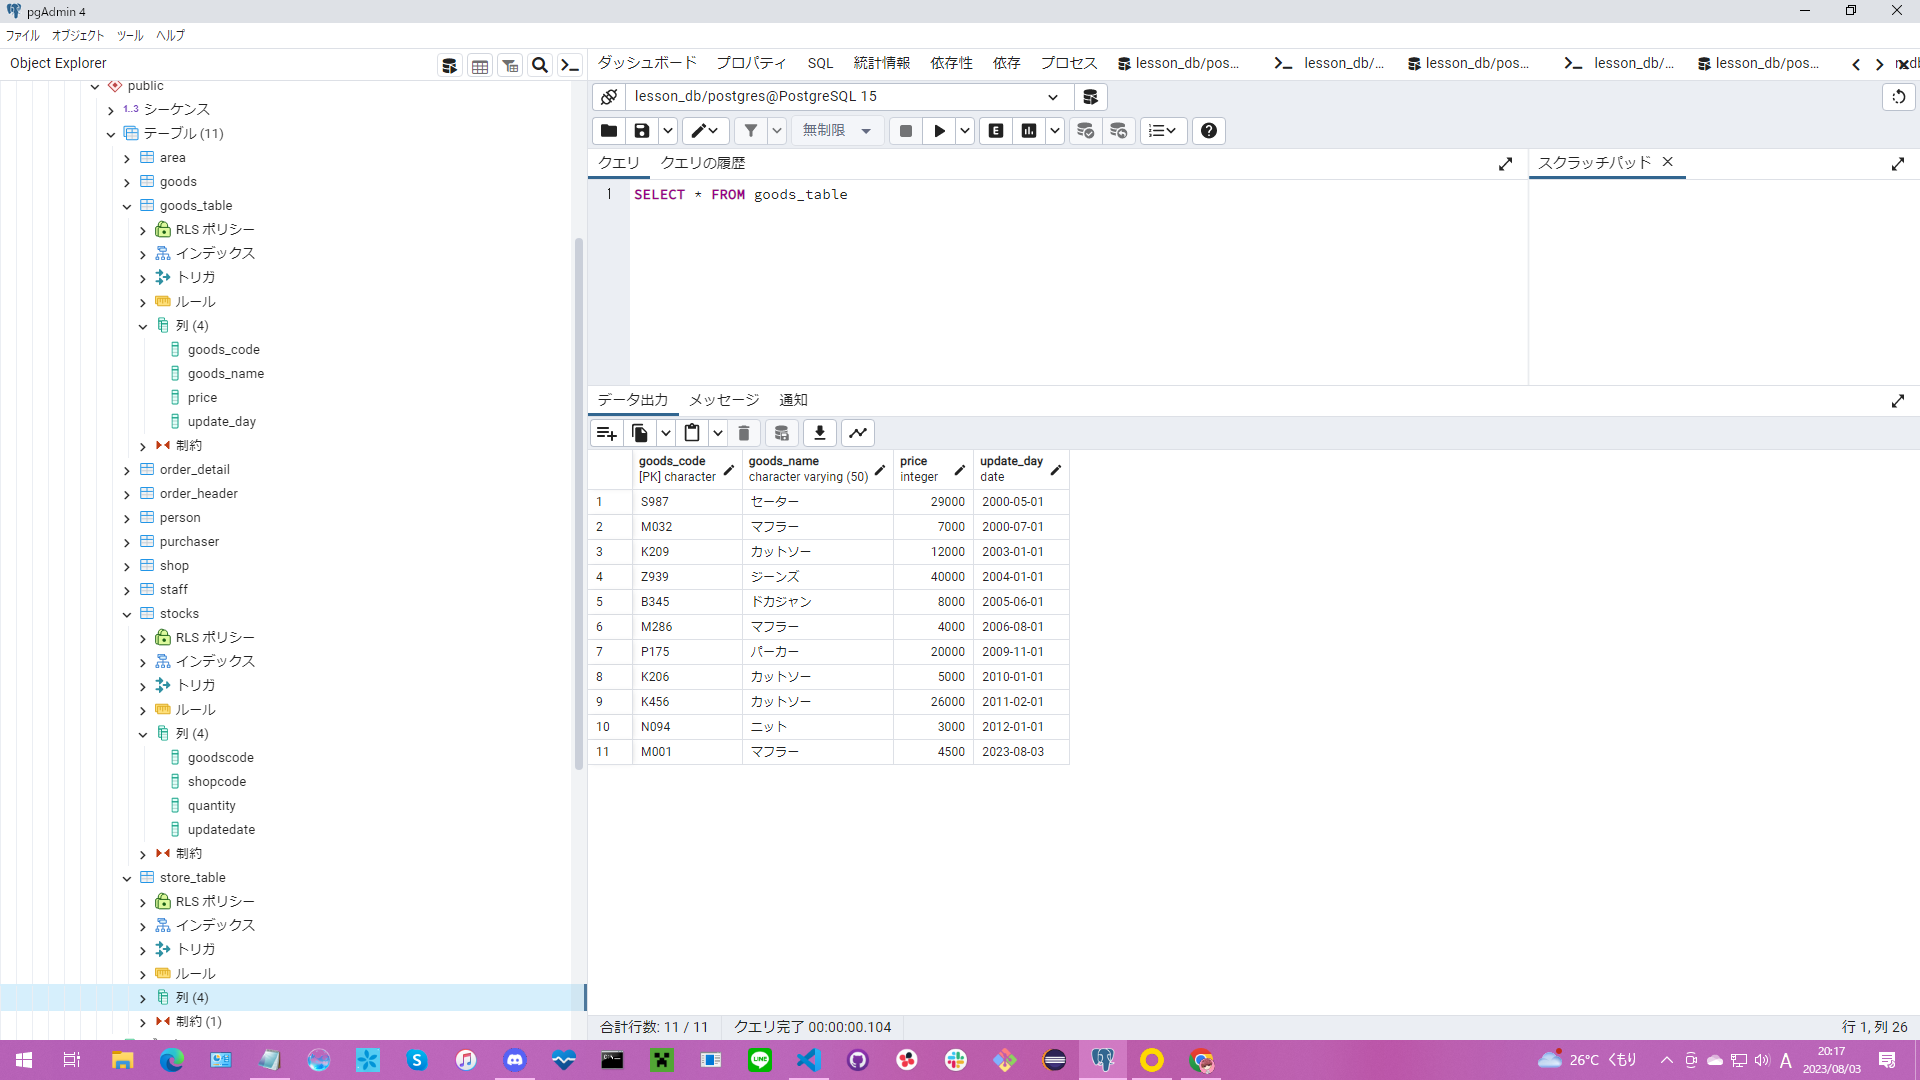 pgAdmin 4
ファイル オブジェクト ツール ヘルプ
Object Explorer
public
1..3 シーケンス
テーブル (11)
area
goods
goods_table
RLS ポリシー
インデックス
トリガ
ルール
列 (4)
goods_code
goods_name
price
update_day
制約
order_detail
order_header
person
purchaser
shop
staff
stocks
RLS ポリシー
インデックス
トリガ
ルール
列 (4)
goodscode
shopcode
quantity
updatedate
制約
store_table
RLS ポリシー
インデックス
トリガ
ルール
列 (4)
制約 (1)
ダッシュボード プロパティ SQL 統計情報 依存性 依存 プロセス lesson_db/pos... lesson_db/... lesson_db/pos... lesson_db/... lesson_db/pos...
lesson_db/postgres@PostgreSQL 15
無制限
クエリ クエリの履歴 スクラッチパッド
1 SELECT * FROM goods_table
データ出力 メッセージ 通知
goods_code goods_name price update_day
[PK] character character varying (50) integer date
1 S987 セーター 29000 2000-05-01
2 M032 マフラー 7000 2000-07-01
3 K209 カットソー 12000 2003-01-01
4 Z939 ジーンズ 40000 2004-01-01
5 B345 ドカジャン 8000 2005-06-01
6 M286 マフラー 4000 2006-08-01
7 P175 パーカー 20000 2009-11-01
8 K206 カットソー 5000 2010-01-01
9 K456 カットソー 26000 2011-02-01
10 N094 ニット 3000 2012-01-01
11 M001 マフラー 4500 2023-08-03
合計行数: 11 / 11 クエリ完了 00:00:00.104 行 1, 列 26
LINE
26°C くもり A
20:17
2023/08/03